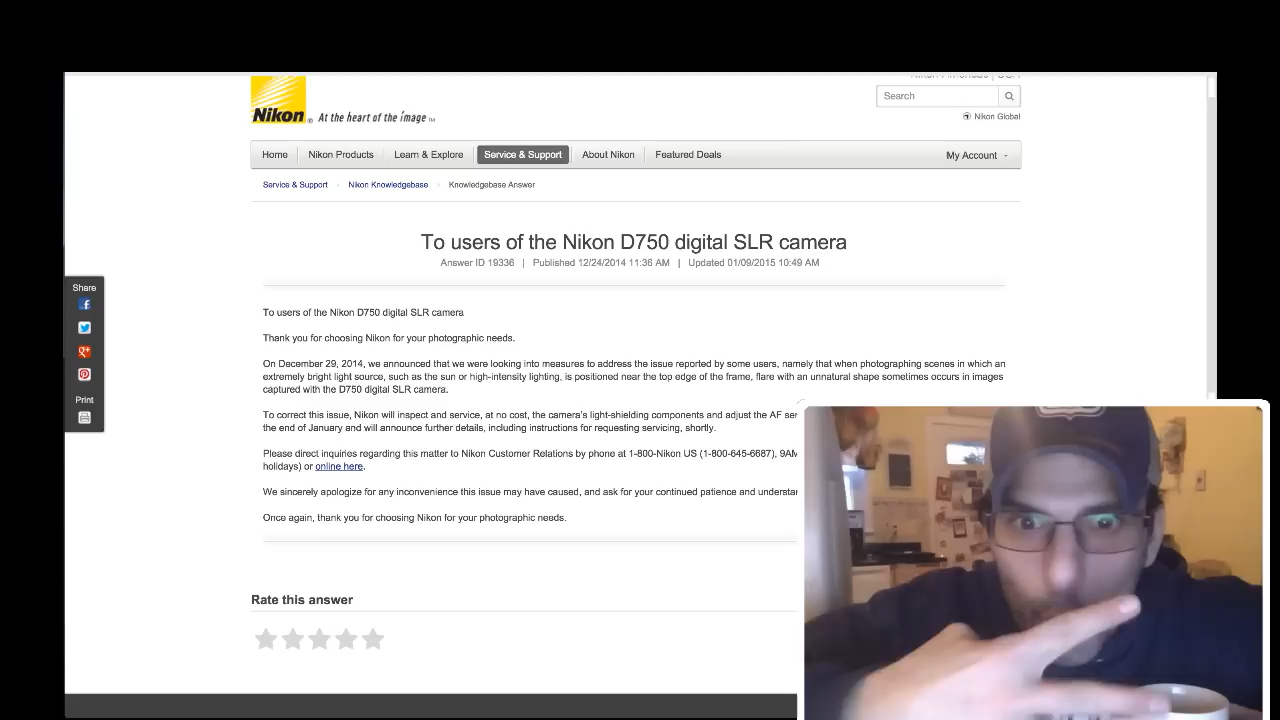 Nikon
At the heart of the image™
Search
Nikon Global
Home Nikon Products Learn & Explore Service & Support About Nikon Featured Deals My Account
Service & Support Nikon Knowledgebase Knowledgebase Answer
To users of the Nikon D750 digital SLR camera
Answer ID 19336 | Published 12/24/2014 11:36 AM | Updated 01/09/2015 10:49 AM
Share
Print
To users of the Nikon D750 digital SLR camera
Thank you for choosing Nikon for your photographic needs.
On December 29, 2014, we announced that we were looking into measures to address the issue reported by some users, namely that when photographing scenes in which an
extremely bright light source, such as the sun or high-intensity lighting, is positioned near the top edge of the frame, flare with an unnatural shape sometimes occurs in images
captured with the D750 digital SLR camera.
To correct this issue, Nikon will inspect and service, at no cost, the camera's light-shielding components and adjust the AF
the end of January and will announce further details, including instructions for requesting servicing, shortly.
Please direct inquiries regarding this matter to Nikon Customer Relations by phone at 1-800-Nikon US (1-800-645-6687), 9AM
holidays) or online here.
We sincerely apologize for any inconvenience this issue may have caused, and ask for your continued patience and
Once again, thank you for choosing Nikon for your photographic needs.
Rate this answer